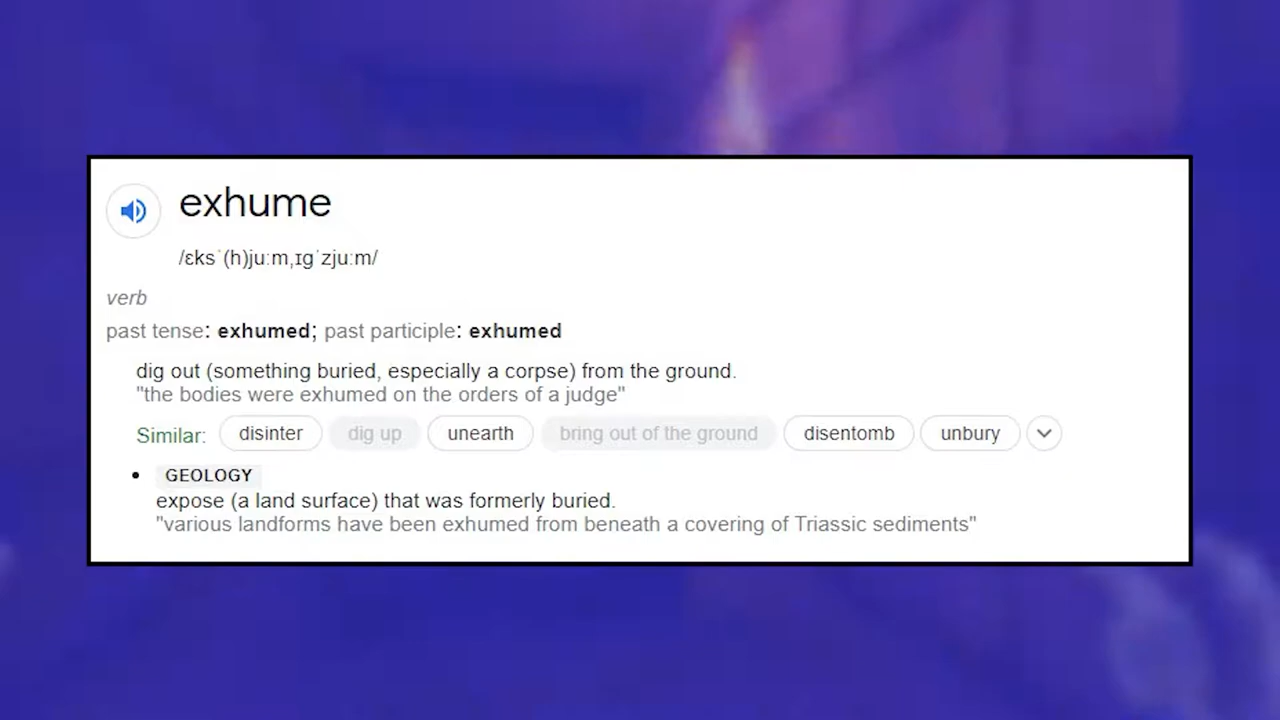 exhume
/ɛksˈ(h)juːm,ɪɡˈzjuːm/
verb
past tense: exhumed; past participle: exhumed
dig out (something buried, especially a corpse) from the ground.
"the bodies were exhumed on the orders of a judge"
Similar: disinter dig up unearth bring out of the ground disentomb unbury
• GEOLOGY
expose (a land surface) that was formerly buried.
"various landforms have been exhumed from beneath a covering of Triassic sediments"